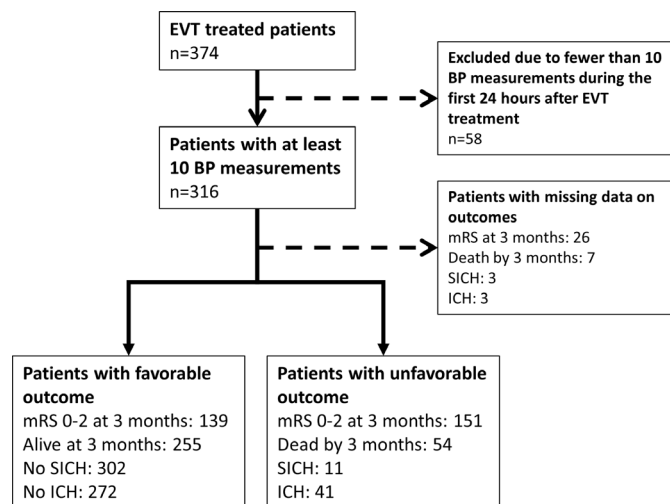 EVT treated patients
n=374
Excluded due to fewer than 10
BP measurements during the
first 24 hours after EVT
treatment
n=58
Patients with at least
10 BP measurements
n=316
Patients with missing data on
outcomes
mRS at 3 months: 26
Death by 3 months: 7
SICH: 3
ICH: 3
Patients with favorable
outcome
mRS 0-2 at 3 months: 139
Alive at 3 months: 255
No SICH: 302
No ICH: 272
Patients with unfavorable
outcome
mRS 0-2 at 3 months: 151
Dead by 3 months: 54
SICH: 11
ICH: 41